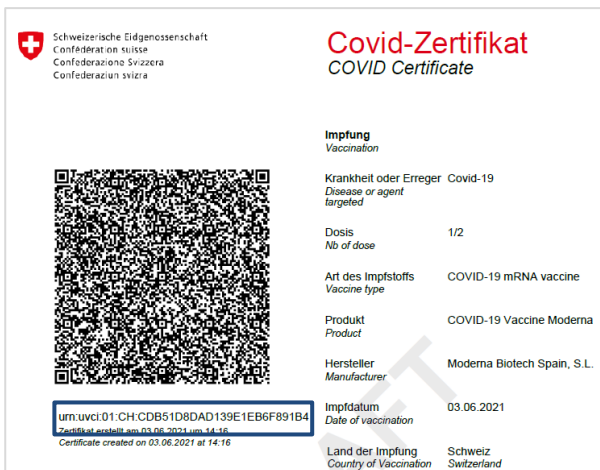 Schweizerische Eidgenossenschaft
Confédération suisse
Confederazione Svizzera
Confederaziun svizra
Covid-Zertifikat
COVID Certificate
Impfung
Vaccination
Krankheit oder Erreger Covid-19
Disease or agent
targeted
Dosis 1/2
Nb of dose
Art des Impfstoffs COVID-19 mRNA vaccine
Vaccine type
Produkt COVID-19 Vaccine Moderna
Product
Hersteller Moderna Biotech Spain, S.L.
Manufacturer
urn:uvci:01:CH:CDB51D8DAD139E1EB6F891B4
Zertifikat erstellt am 03.06.2021 um 14:16
Certificate created on 03.06.2021 at 14:16
Impfdatum 03.06.2021
Date of vaccination
Land der Impfung Schweiz
Country of Vaccination Switzerland